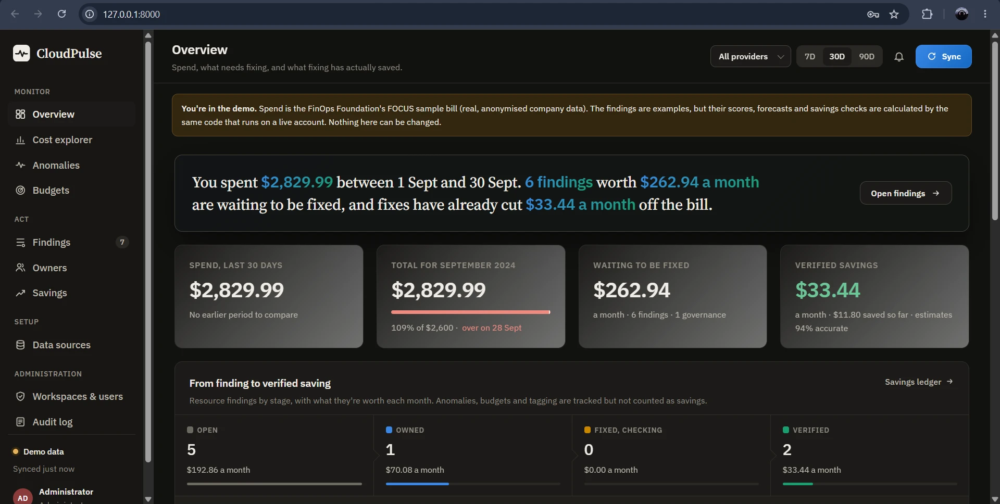 127.0.0.1:8000
CloudPulse
MONITOR
Overview
Cost explorer
Anomalies
Budgets
ACT
Findings 7
Owners
Savings
SETUP
Data sources
ADMINISTRATION
Workspaces & users
Audit log
Demo data
Synced just now
AD Administrator
Overview
Spend, what needs fixing, and what fixing has actually saved.
All providers 7D 30D 90D Sync
You're in the demo. Spend is the FinOps Foundation's FOCUS sample bill (real, anonymised company data). The findings are examples, but their scores, forecasts and savings checks are calculated by the
same code that runs on a live account. Nothing here can be changed.
You spent $2,829.99 between 1 Sept and 30 Sept. 6 findings worth $262.94 a month
are waiting to be fixed, and fixes have already cut $33.44 a month off the bill.
Open findings →
SPEND, LAST 30 DAYS
$2,829.99
No earlier period to compare
TOTAL FOR SEPTEMBER 2024
$2,829.99
109% of $2,600 · over on 28 Sept
WAITING TO BE FIXED
$262.94
a month · 6 findings · 1 governance
VERIFIED SAVINGS
$33.44
a month · $11.80 saved so far · estimates
94% accurate
From finding to verified saving
Savings ledger →
Resource findings by stage, with what they're worth each month. Anomalies, budgets and tagging are tracked but not counted as savings.
OPEN
5
$192.86 a month
OWNED
1
$70.08 a month
FIXED, CHECKING
0
$0.00 a month
VERIFIED
2
$33.44 a month